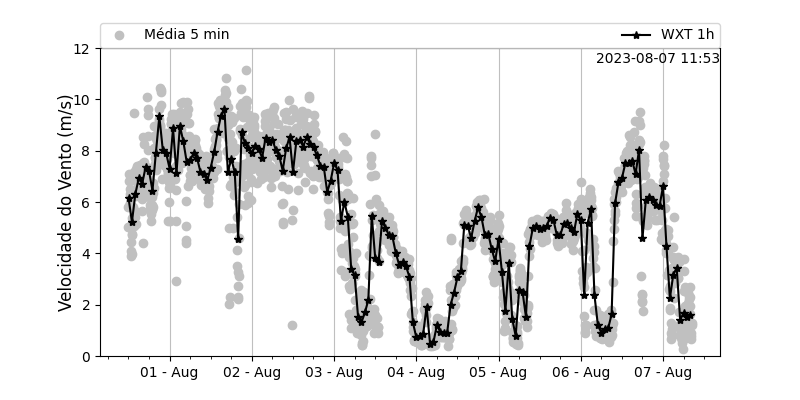 Média 5 min
WXT 1h
2023-08-07 11:53
Velocidade do Vento (m/s)
12
10
8
6
4
2
0
01 - Aug
02 - Aug
03 - Aug
04 - Aug
05 - Aug
06 - Aug
07 - Aug